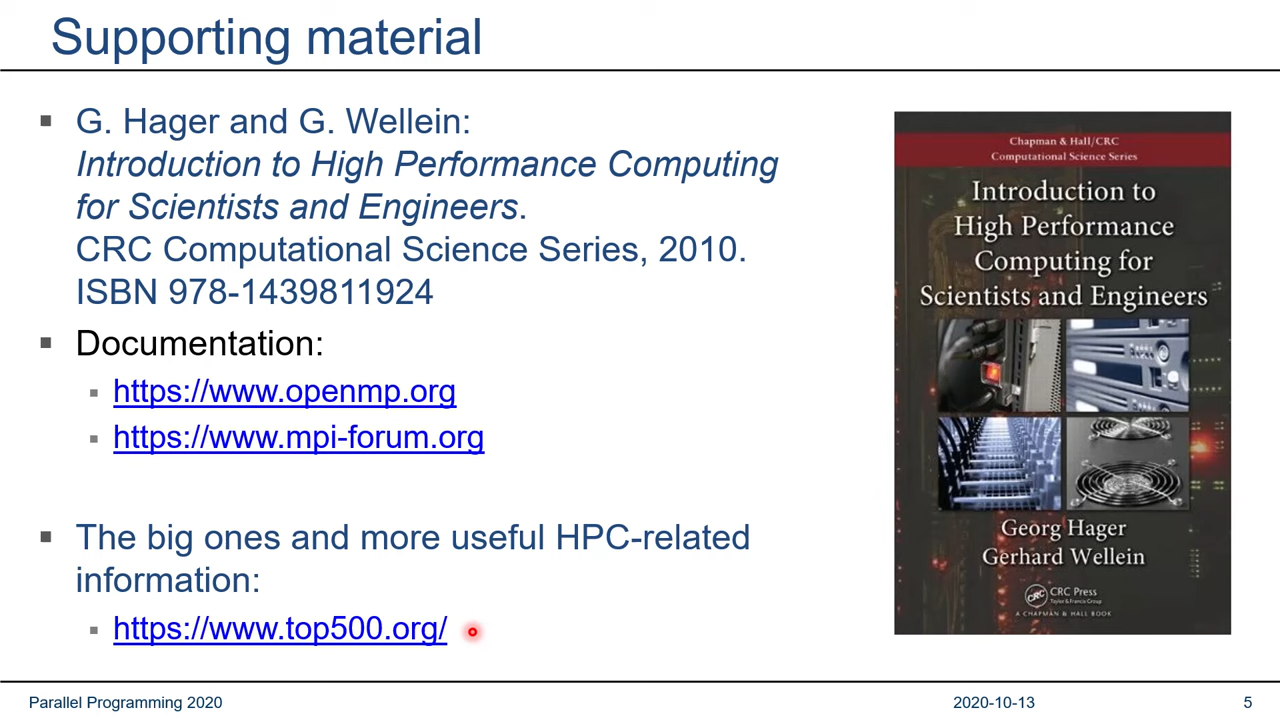 Supporting material
G. Hager and G. Wellein:
Introduction to High Performance Computing
for Scientists and Engineers.
CRC Computational Science Series, 2010.
ISBN 978-1439811924
Documentation:
https://www.openmp.org
https://www.mpi-forum.org
The big ones and more useful HPC-related
information:
https://www.top500.org/
Chapman & Hall/CRC
Computational Science Series
Introduction to
High Performance
Computing for
Scientists and Engineers
Georg Hager
Gerhard Wellein
CRC
CRC Press
Taylor & Francis Group
A CHAPMAN & HALL BOOK
Parallel Programming 2020
2020-10-13
5